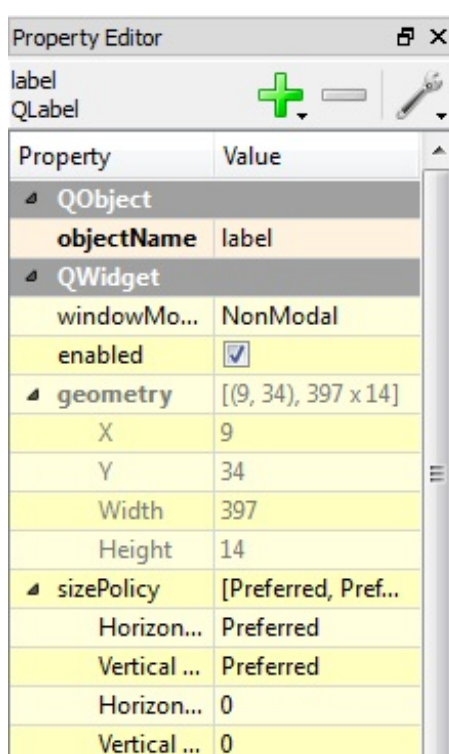 Property Editor
label
QLabel
Property Value
QObject
objectName label
QWidget
windowMo... NonModal
enabled
geometry [(9, 34), 397 x 14]
X 9
Y 34
Width 397
Height 14
sizePolicy [Preferred, Pref...
Horizon... Preferred
Vertical ... Preferred
Horizon... 0
Vertical ... 0